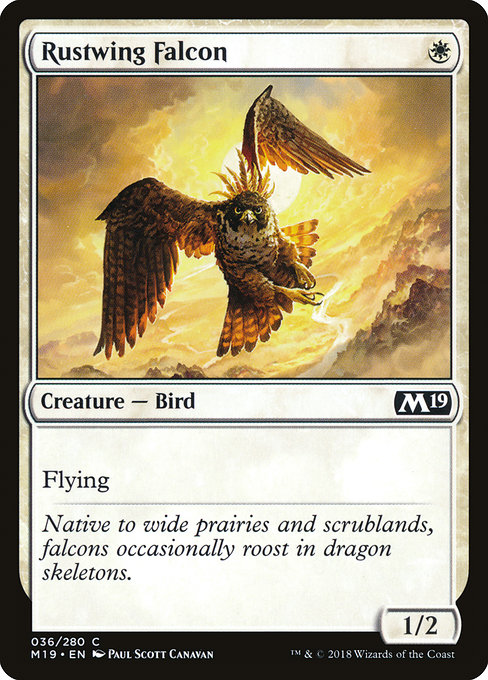 Rustwing Falcon
Creature — Bird
M19
Flying
Native to wide prairies and scrublands,
falcons occasionally roost in dragon
skeletons.
1/2
036/280 C
M19 • EN Paul Scott Canavan
™ & © 2018 Wizards of the Coast